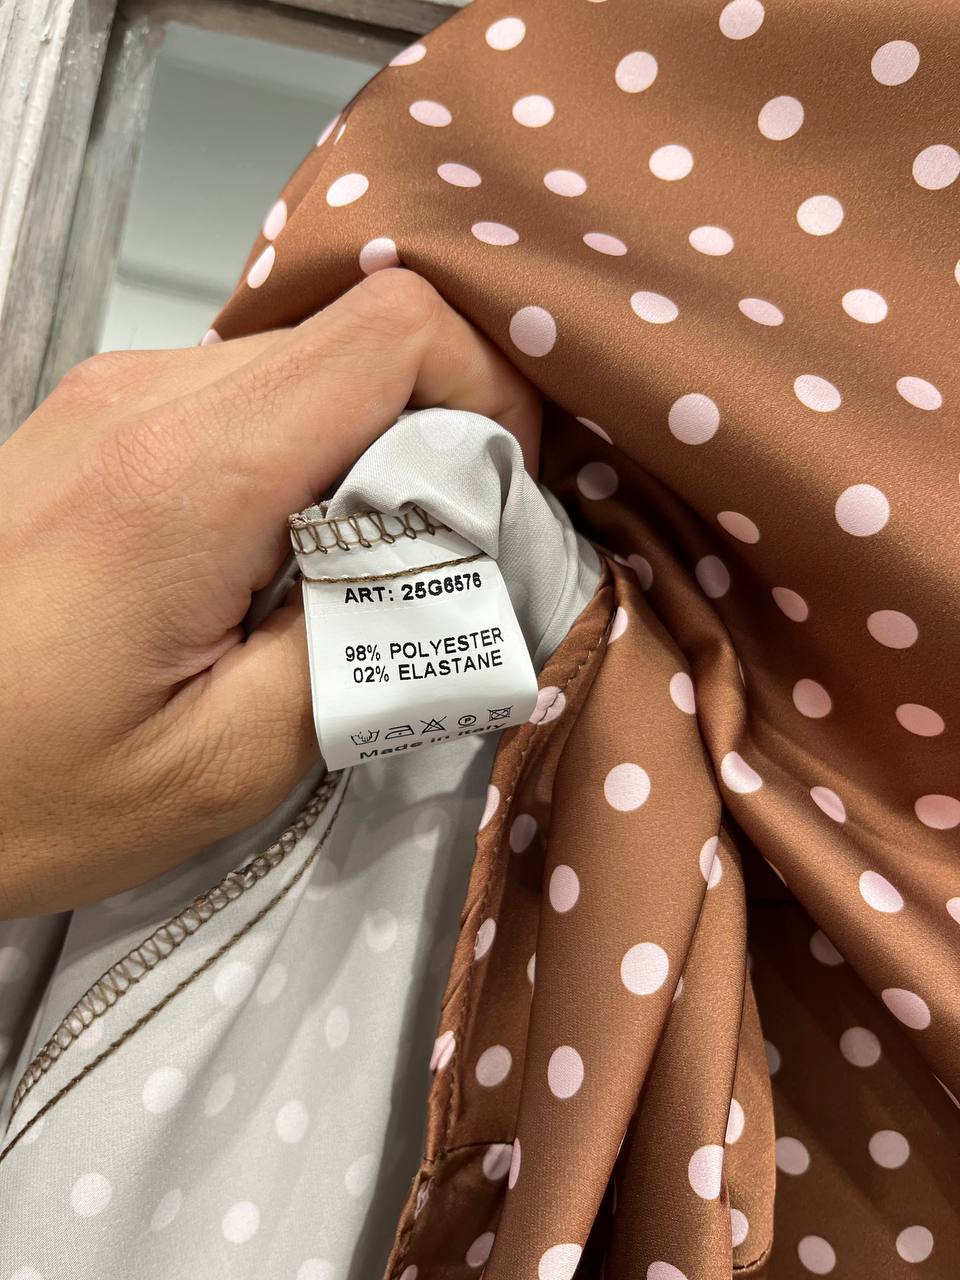 ART: 25G6576
98% POLYESTER
02% ELASTANE
P
Made in Italy